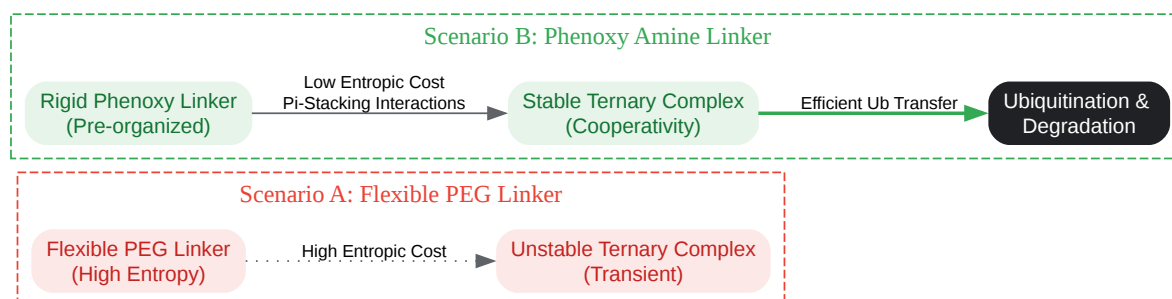 Scenario B: Phenoxy Amine Linker
Rigid Phenoxy Linker
(Pre-organized)
Low Entropic Cost
Pi-Stacking Interactions
Stable Ternary Complex
(Cooperativity)
Efficient Ub Transfer
Ubiquitination &
Degradation
Scenario A: Flexible PEG Linker
Flexible PEG Linker
(High Entropy)
High Entropic Cost
Unstable Ternary Complex
(Transient)